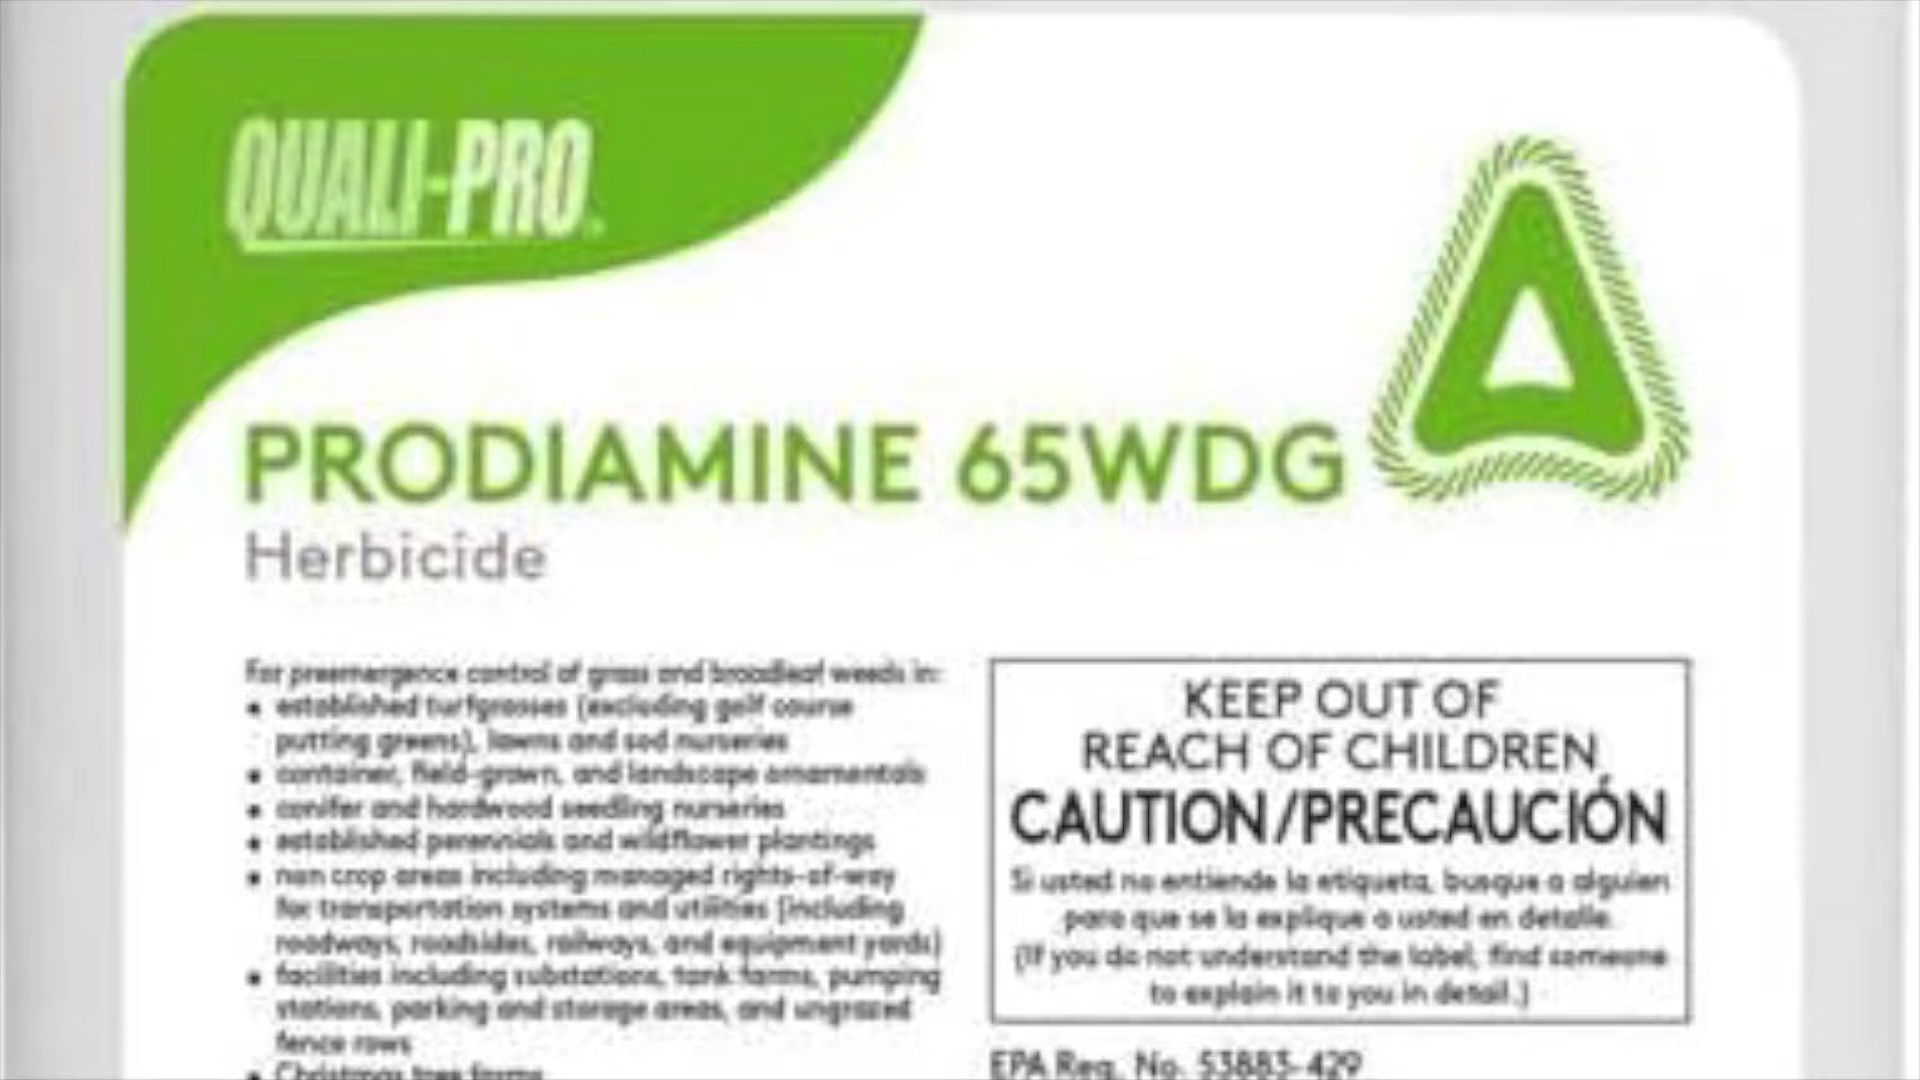 QUALI-PRO
PRODIAMINE 65WDG
Herbicide
For preemergence control of grass and broadleaf weeds in:
• established turfgrasses (excluding golf course
putting greens), lawns and sod nurseries
• container, field-grown, and landscape ornamentals
• conifer and hardwood seedling nurseries
• established perennials and wildflower plantings
• non crop areas including managed rights-of-way
for transportation systems and utilities (including
roadways, roadsides, railways, and equipment yards)
• facilities including substations, tank farms, pumping
stations, parking and storage areas, and ungrazed
fence rows
• Christmas tree farms
KEEP OUT OF
REACH OF CHILDREN
CAUTION/PRECAUCIÓN
Si usted no entiende la etiqueta, busque a alguien
para que se la explique a usted en detalle.
(If you do not understand the label, find someone
to explain it to you in detail.)
EPA Reg. No. 53883-429